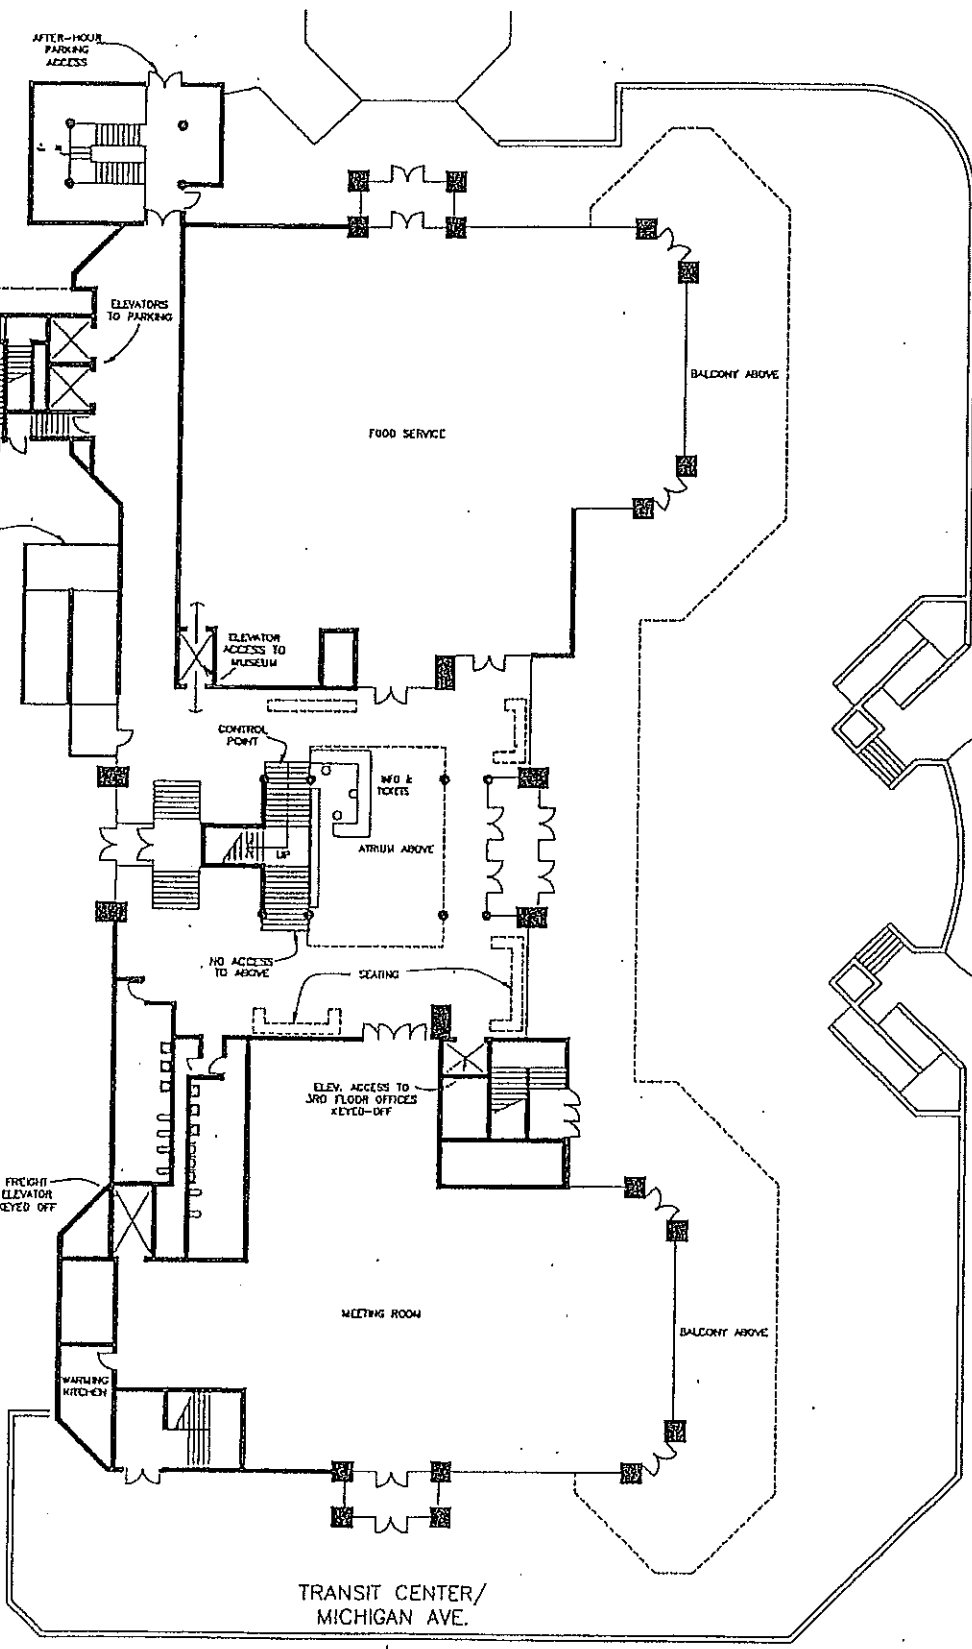 AFTER-HOUR
PARKING
ACCESS
ELEVATORS
TO PARKING
BALCONY ABOVE
FOOD SERVICE
ELEVATOR
ACCESS TO
MUSEUM
CONTROL
POINT
INFO &
TICKETS
ATRIUM ABOVE
UP
NO ACCESS
TO ABOVE
SEATING
ELEV. ACCESS TO
3RD FLOOR OFFICES
KEYED-OFF
FREIGHT
ELEVATOR
KEYED OFF
MEETING ROOM
BALCONY ABOVE
WARMING
KITCHEN
TRANSIT CENTER/
MICHIGAN AVE.